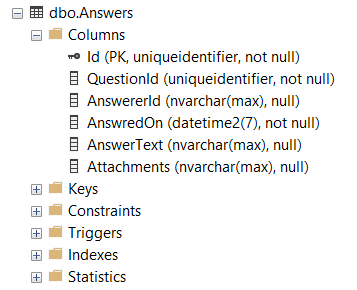 dbo.Answers
Columns
Id (PK, uniqueidentifier, not null)
QuestionId (uniqueidentifier, not null)
AnswererId (nvarchar(max), null)
AnswredOn (datetime2(7), not null)
AnswerText (nvarchar(max), null)
Attachments (nvarchar(max), null)
Keys
Constraints
Triggers
Indexes
Statistics